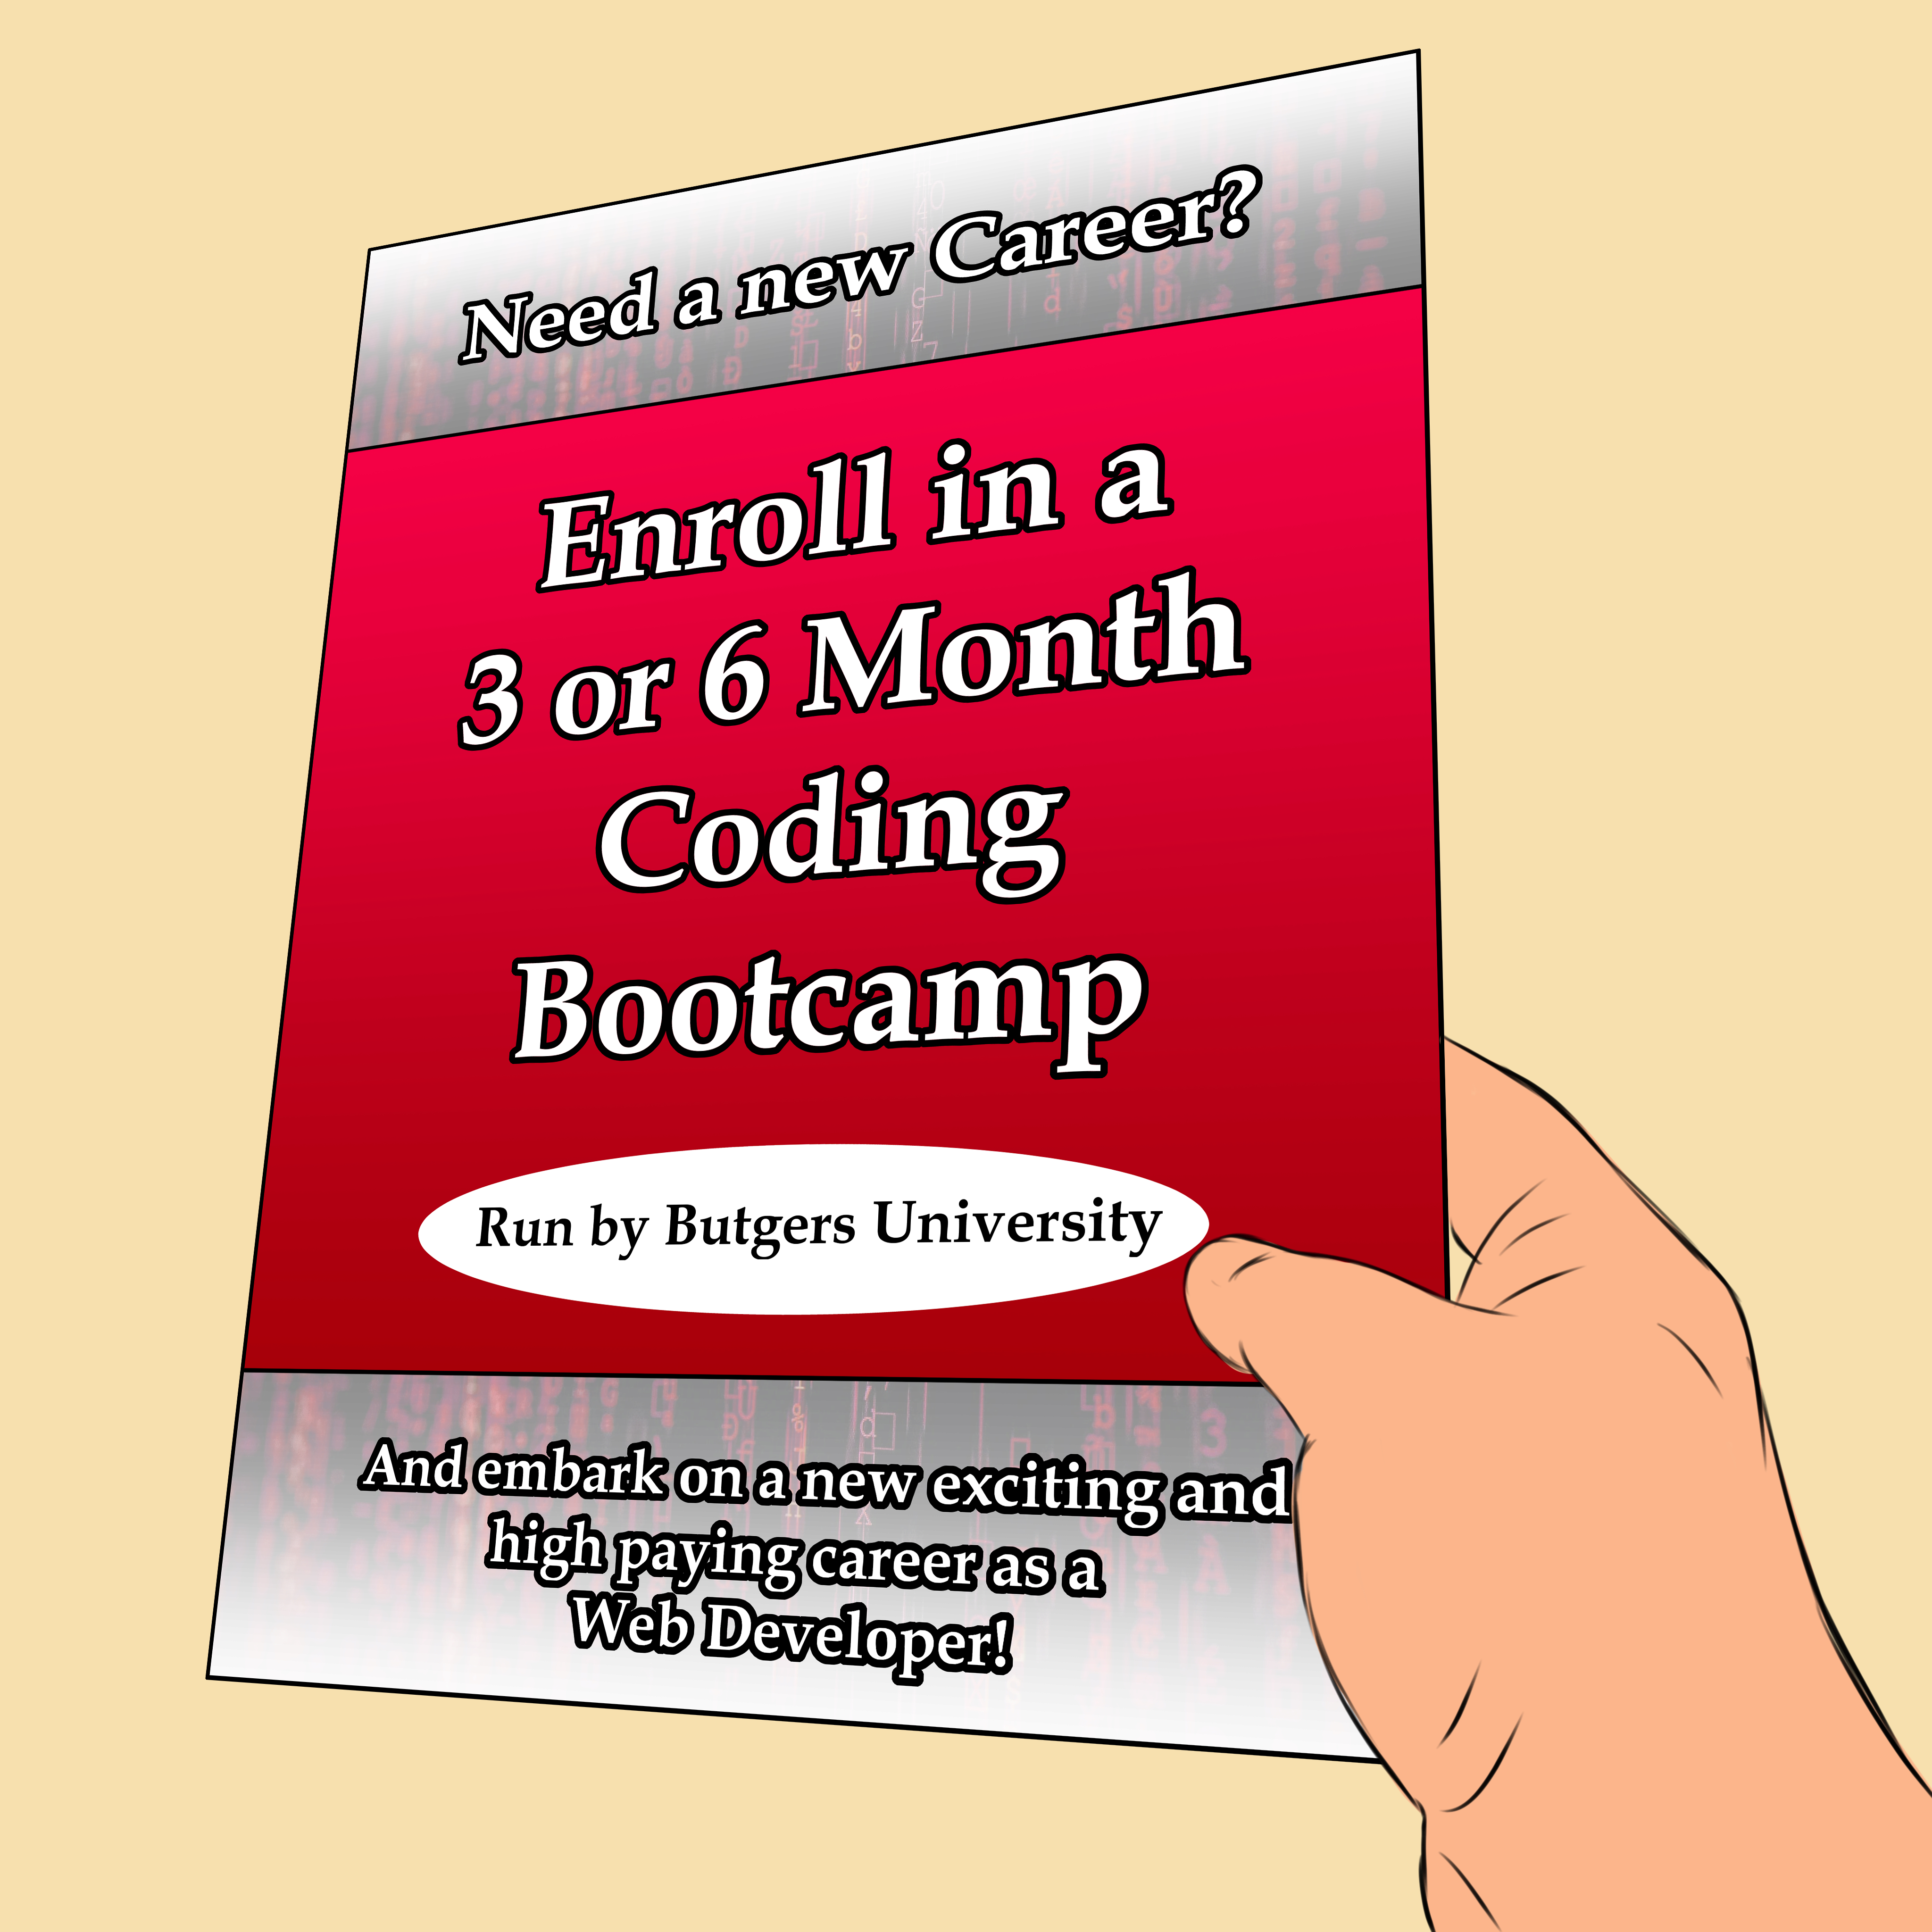 Need a new Career?
Enroll in a
3 or 6 Month
Coding
Bootcamp
Run by Butgers University
And embark on a new exciting and
high paying career as a
Web Developer!